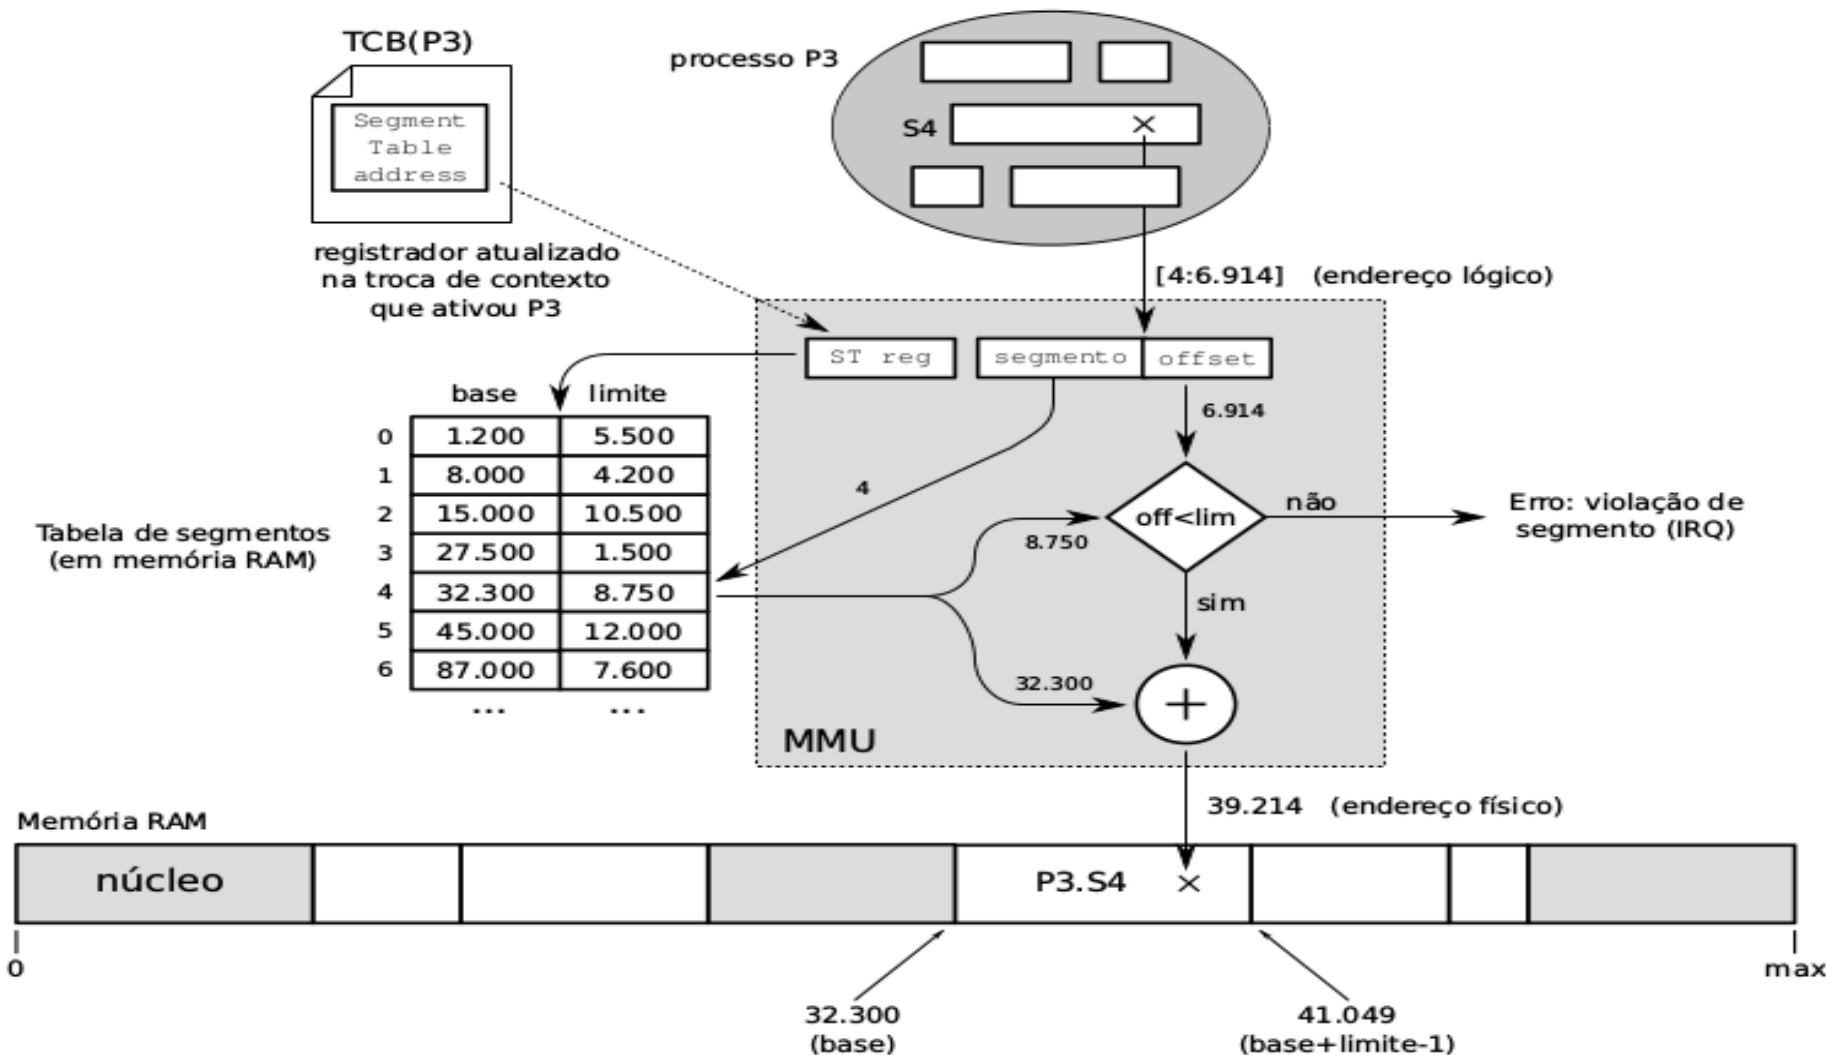 TCB(P3)
Segment
Table
address
registrador atualizado
na troca de contexto
que ativou P3
processo P3
S4
[4:6.914] (endereço lógico)
ST reg
segmento
offset
6.914
base
limite
0 1.200 5.500
1 8.000 4.200
2 15.000 10.500
3 27.500 1.500
4 32.300 8.750
5 45.000 12.000
6 87.000 7.600
... ...
Tabela de segmentos
(em memória RAM)
4
off<lim
não
Erro: violação de
segmento (IRQ)
8.750
sim
32.300
+
MMU
39.214 (endereço físico)
Memória RAM
núcleo
P3.S4
0
max
32.300
(base)
41.049
(base+limite-1)